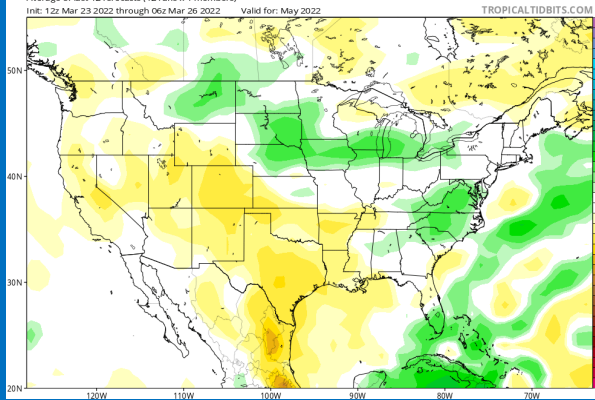 Init: 12z Mar 23 2022 through 06z Mar 26 2022 Valid for: May 2022 TROPICALTIDBITS.COM
50N
40N
30N
20N
120W 110W 100W 90W 80W 70W